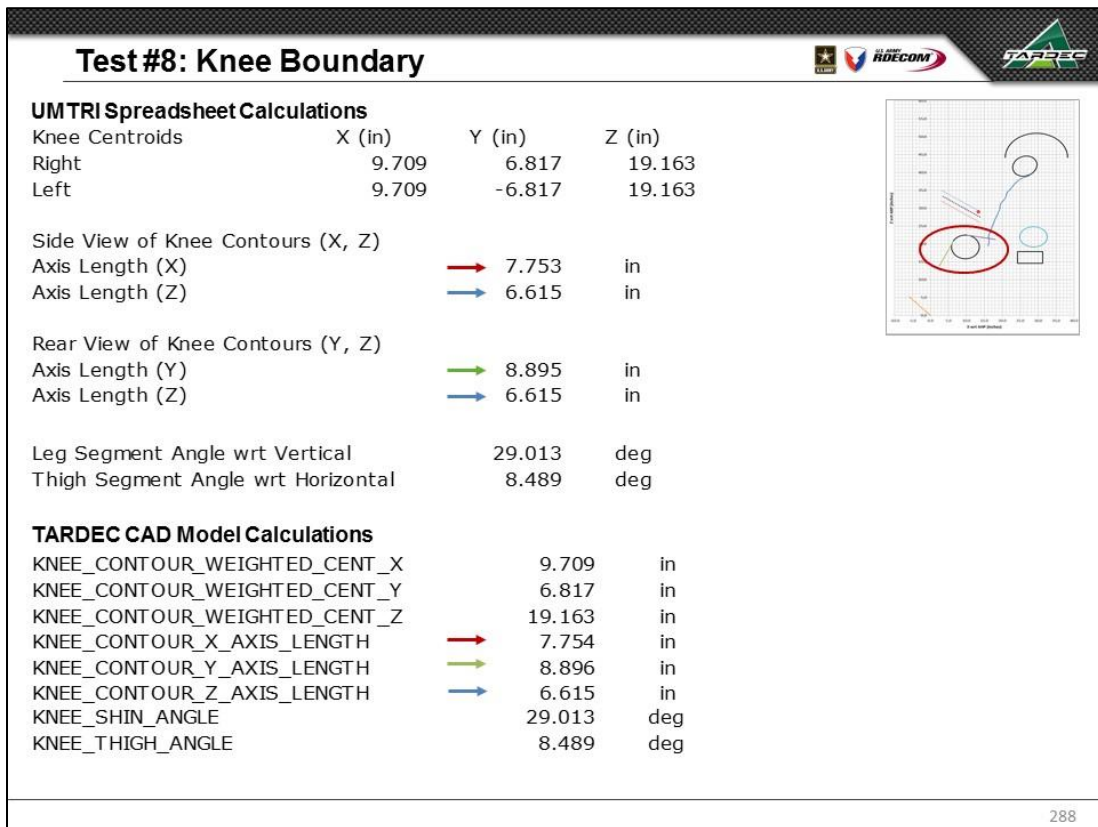 Test #8: Knee Boundary
U.S. ARMY
U.S. ARMY RDECOM
TARDEC
UMTRI Spreadsheet Calculations
Knee Centroids X (in) Y (in) Z (in)
Right 9.709 6.817 19.163
Left 9.709 -6.817 19.163
Side View of Knee Contours (X, Z)
Axis Length (X) 7.753 in
Axis Length (Z) 6.615 in
Rear View of Knee Contours (Y, Z)
Axis Length (Y) 8.895 in
Axis Length (Z) 6.615 in
Leg Segment Angle wrt Vertical 29.013 deg
Thigh Segment Angle wrt Horizontal 8.489 deg
TARDEC CAD Model Calculations
KNEE_CONTOUR_WEIGHTED_CENT_X 9.709 in
KNEE_CONTOUR_WEIGHTED_CENT_Y 6.817 in
KNEE_CONTOUR_WEIGHTED_CENT_Z 19.163 in
KNEE_CONTOUR_X_AXIS_LENGTH 7.754 in
KNEE_CONTOUR_Y_AXIS_LENGTH 8.896 in
KNEE_CONTOUR_Z_AXIS_LENGTH 6.615 in
KNEE_SHIN_ANGLE 29.013 deg
KNEE_THIGH_ANGLE 8.489 deg
288